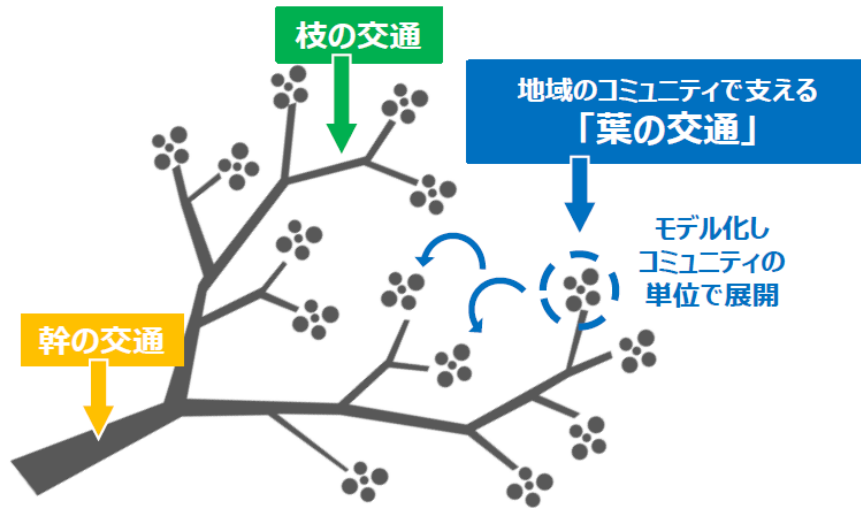 枝の交通
地域のコミュニティで支える
「葉の交通」
モデル化し
コミュニティの
単位で展開
幹の交通